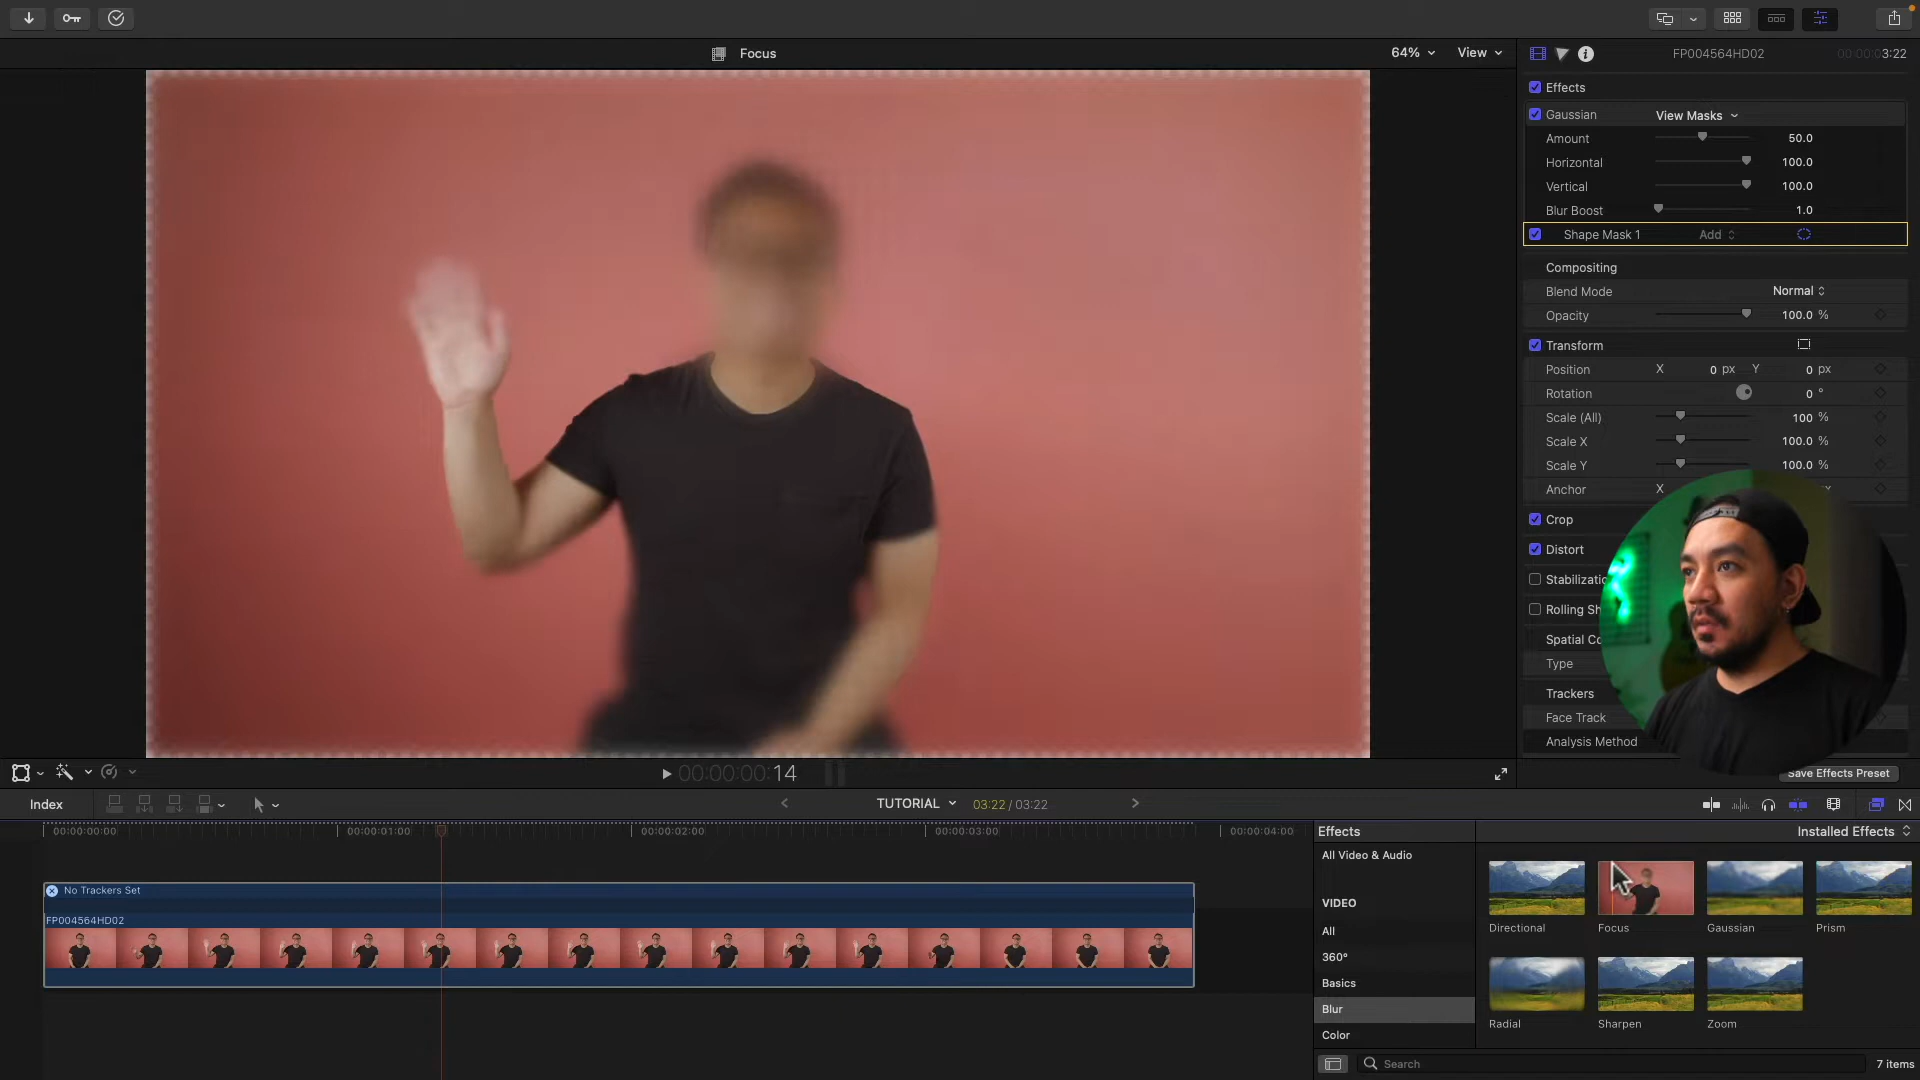 Focus
64%
View
FP004564HD02
00:00:03:22
Effects
Gaussian
View Masks
Amount
50.0
Horizontal
100.0
Vertical
100.0
Blur Boost
1.0
Shape Mask 1
Add
Compositing
Blend Mode
Normal
Opacity
100.0 %
Transform
Position
X 0 px Y 0 px
Rotation
0 °
Scale (All)
100 %
Scale X
100.0 %
Scale Y
100.0 %
Anchor
X
Crop
Distort
Stabilizatio
Rolling Sh
Spatial Co
Type
Trackers
Face Track
Analysis Method
Save Effects Preset
00:00:00:14
Index
TUTORIAL
03:22 / 03:22
00:00:00:00
00:00:01:00
00:00:02:00
00:00:03:00
00:00:04:00
No Trackers Set
FP004564HD02
Effects
Installed Effects
All Video & Audio
VIDEO
All
360°
Basics
Blur
Color
Directional
Focus
Gaussian
Prism
Radial
Sharpen
Zoom
Search
7 items